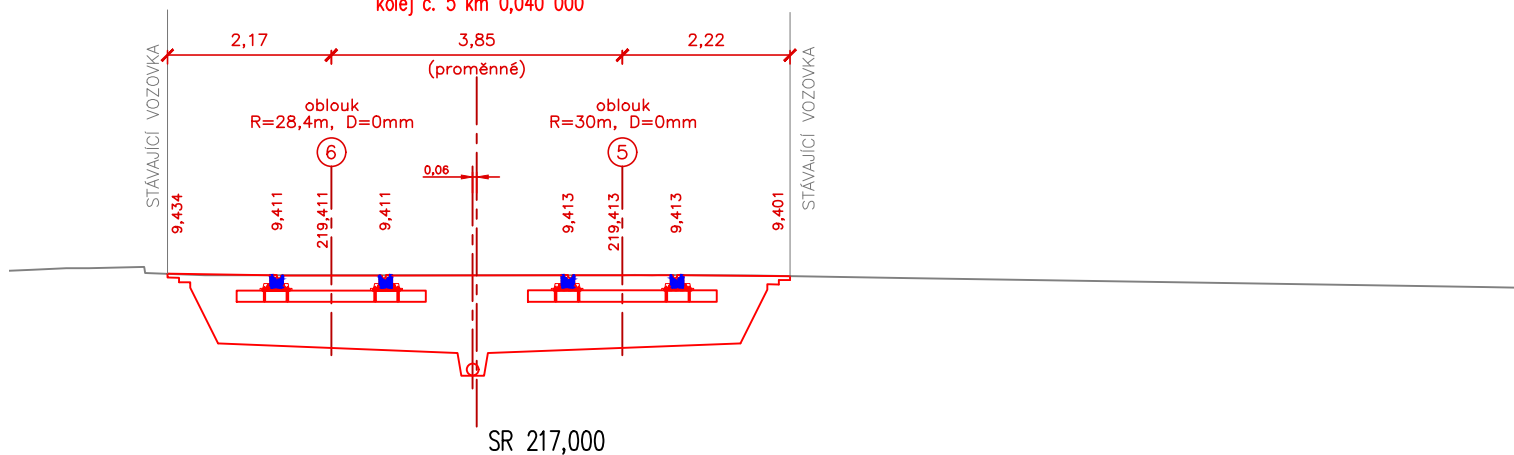 kolej č. 5 km 0,040 000
2,17
3,85
2,22
(proměnné)
STÁVAJÍCÍ VOZOVKA
STÁVAJÍCÍ VOZOVKA
oblouk
R=28,4m, D=0mm
oblouk
R=30m, D=0mm
6
5
0,06
9,434
9,411
219,411
9,411
9,413
219,413
9,413
9,401
SR 217,000